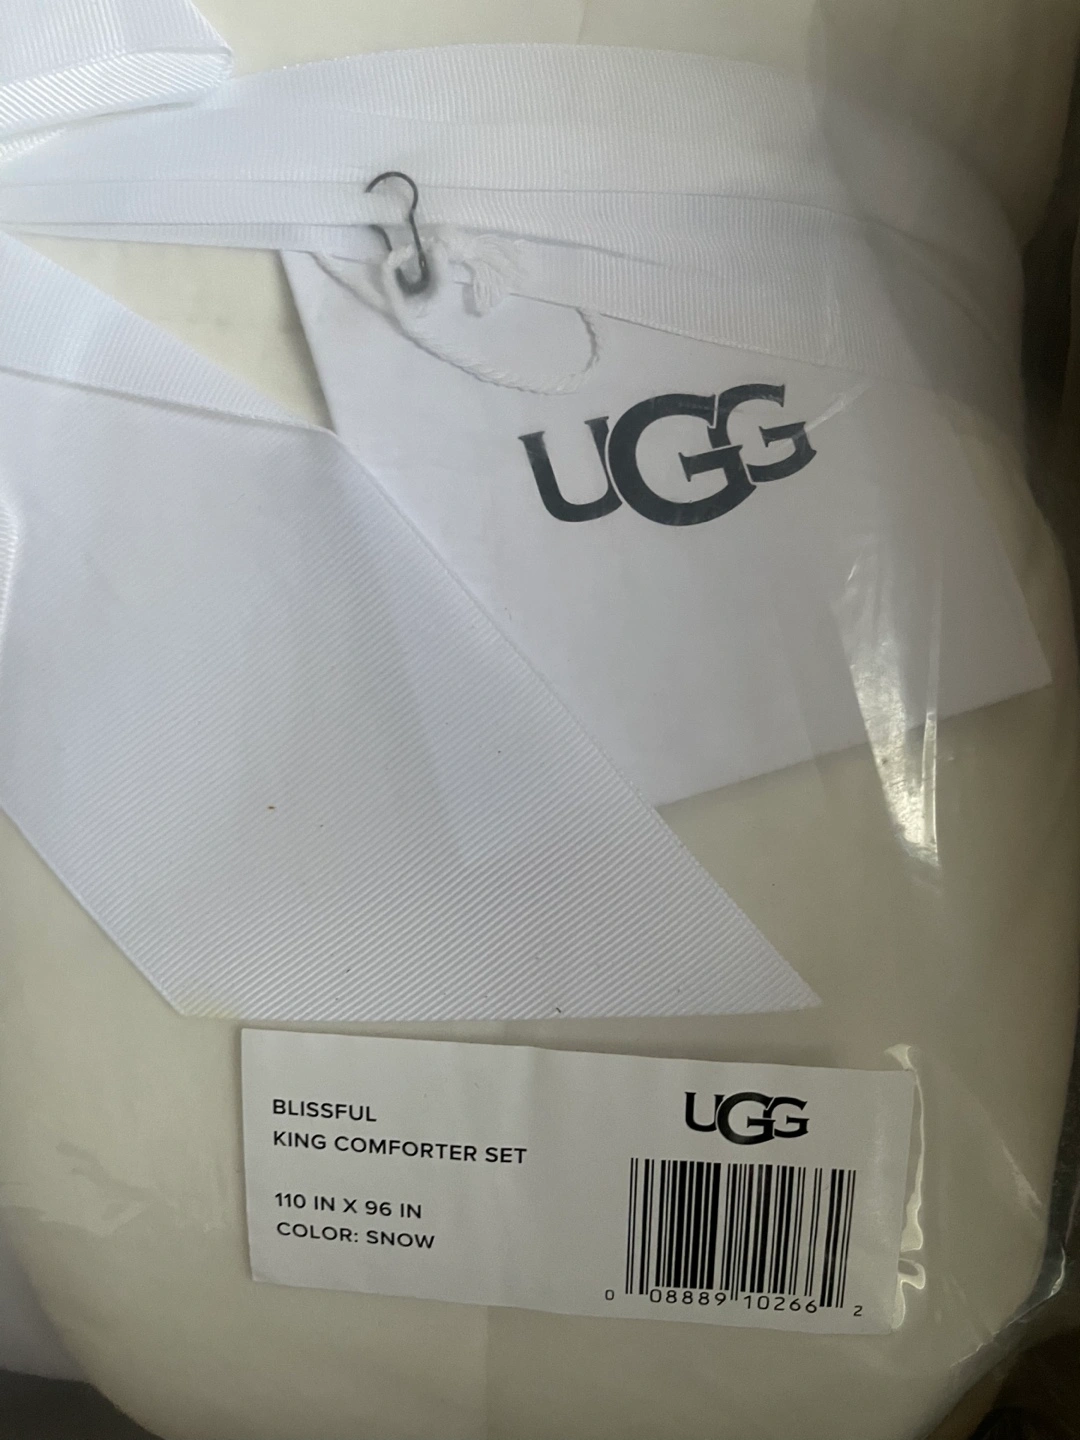 UGG
BLISSFUL
KING COMFORTER SET
110 IN X 96 IN
COLOR: SNOW
UGG
0 08889 10266 2